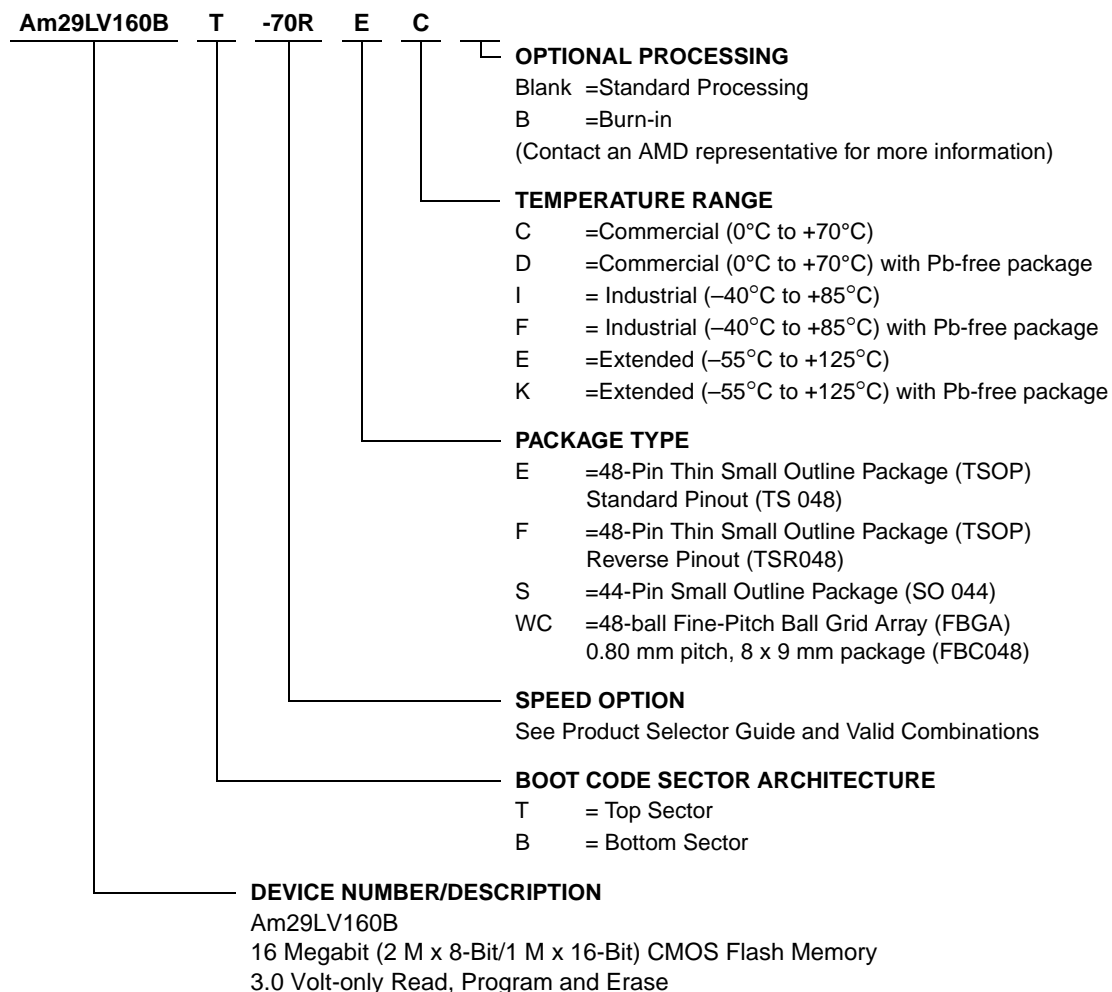 Am29LV160B T -70R E C
OPTIONAL PROCESSING
Blank =Standard Processing
B =Burn-in
(Contact an AMD representative for more information)
TEMPERATURE RANGE
C =Commercial (0°C to +70°C)
D =Commercial (0°C to +70°C) with Pb-free package
I = Industrial (–40°C to +85°C)
F = Industrial (–40°C to +85°C) with Pb-free package
E =Extended (–55°C to +125°C)
K =Extended (–55°C to +125°C) with Pb-free package
PACKAGE TYPE
E =48-Pin Thin Small Outline Package (TSOP)
Standard Pinout (TS 048)
F =48-Pin Thin Small Outline Package (TSOP)
Reverse Pinout (TSR048)
S =44-Pin Small Outline Package (SO 044)
WC =48-ball Fine-Pitch Ball Grid Array (FBGA)
0.80 mm pitch, 8 x 9 mm package (FBC048)
SPEED OPTION
See Product Selector Guide and Valid Combinations
BOOT CODE SECTOR ARCHITECTURE
T = Top Sector
B = Bottom Sector
DEVICE NUMBER/DESCRIPTION
Am29LV160B
16 Megabit (2 M x 8-Bit/1 M x 16-Bit) CMOS Flash Memory
3.0 Volt-only Read, Program and Erase